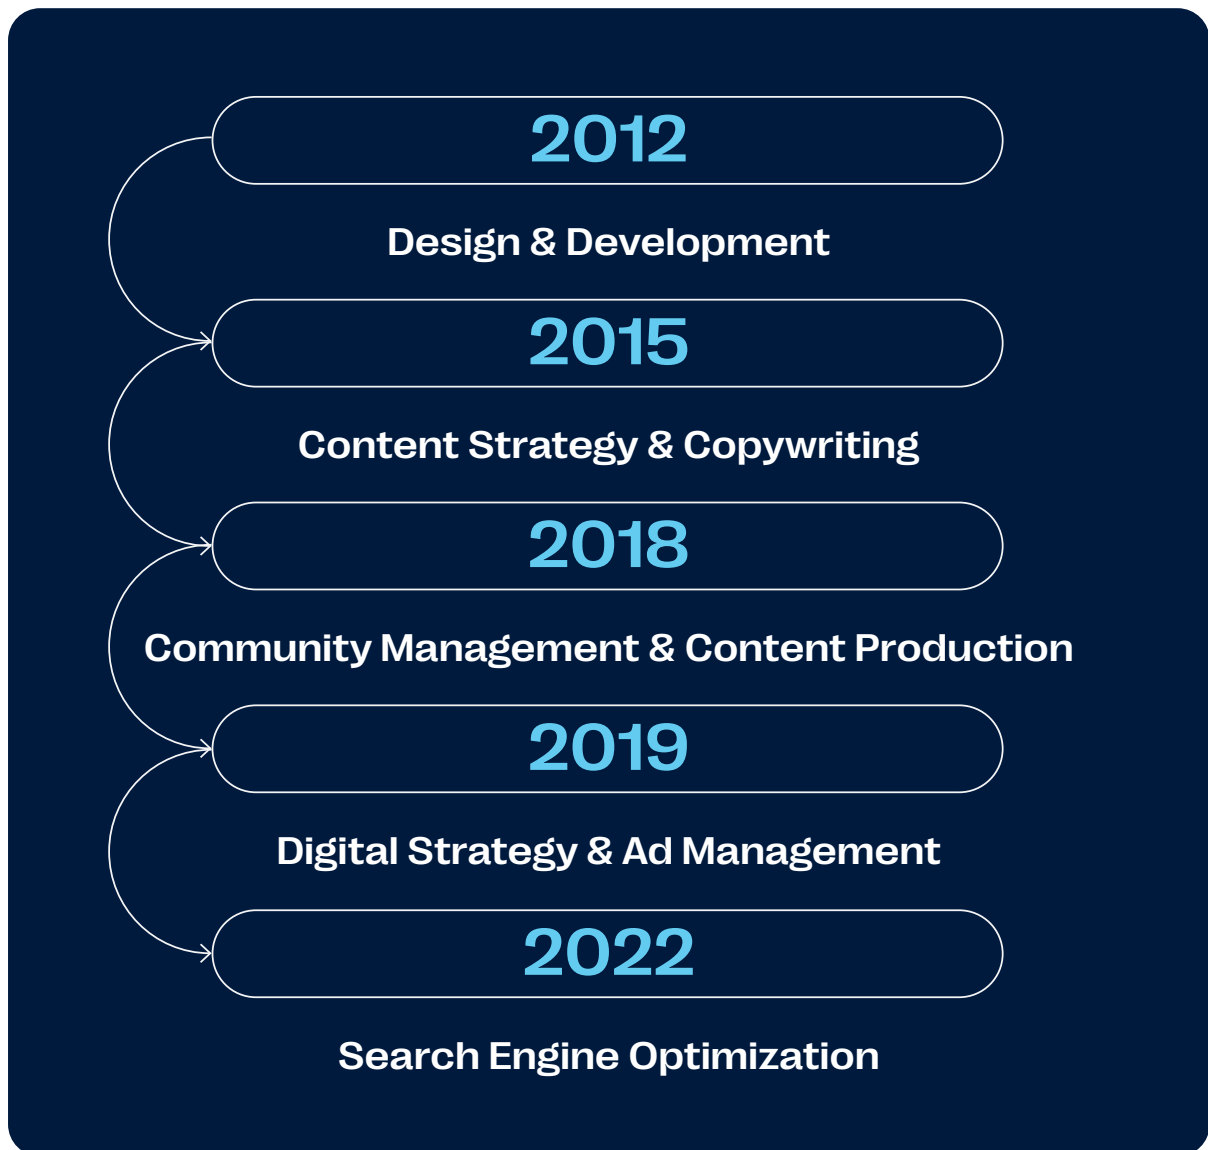 2012
Design & Development
2015
Content Strategy & Copywriting
2018
Community Management & Content Production
2019
Digital Strategy & Ad Management
2022
Search Engine Optimization